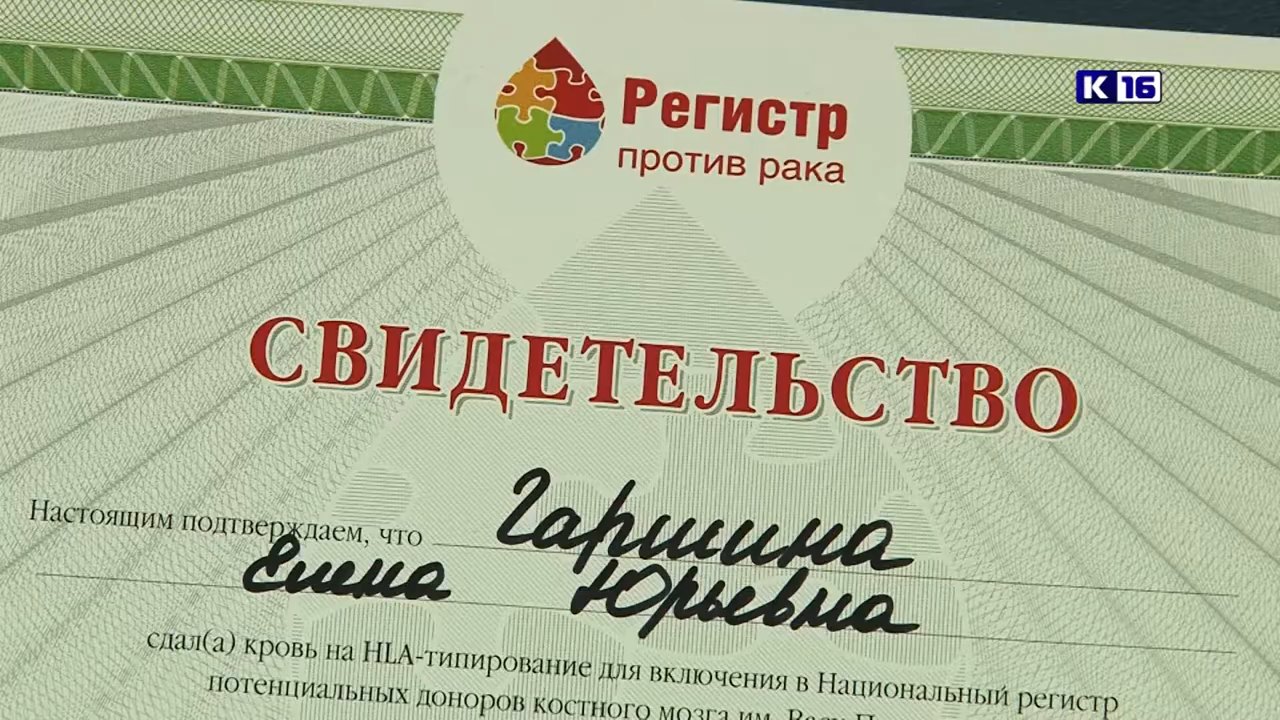 К 16
Регистр
против рака
СВИДЕТЕЛЬСТВО
Настоящим подтверждаем, что Гаршина
Елена Юрьевна
сдал(а) кровь на HLA-типирование для включения в Национальный регистр
потенциальных доноров костного мозга им.